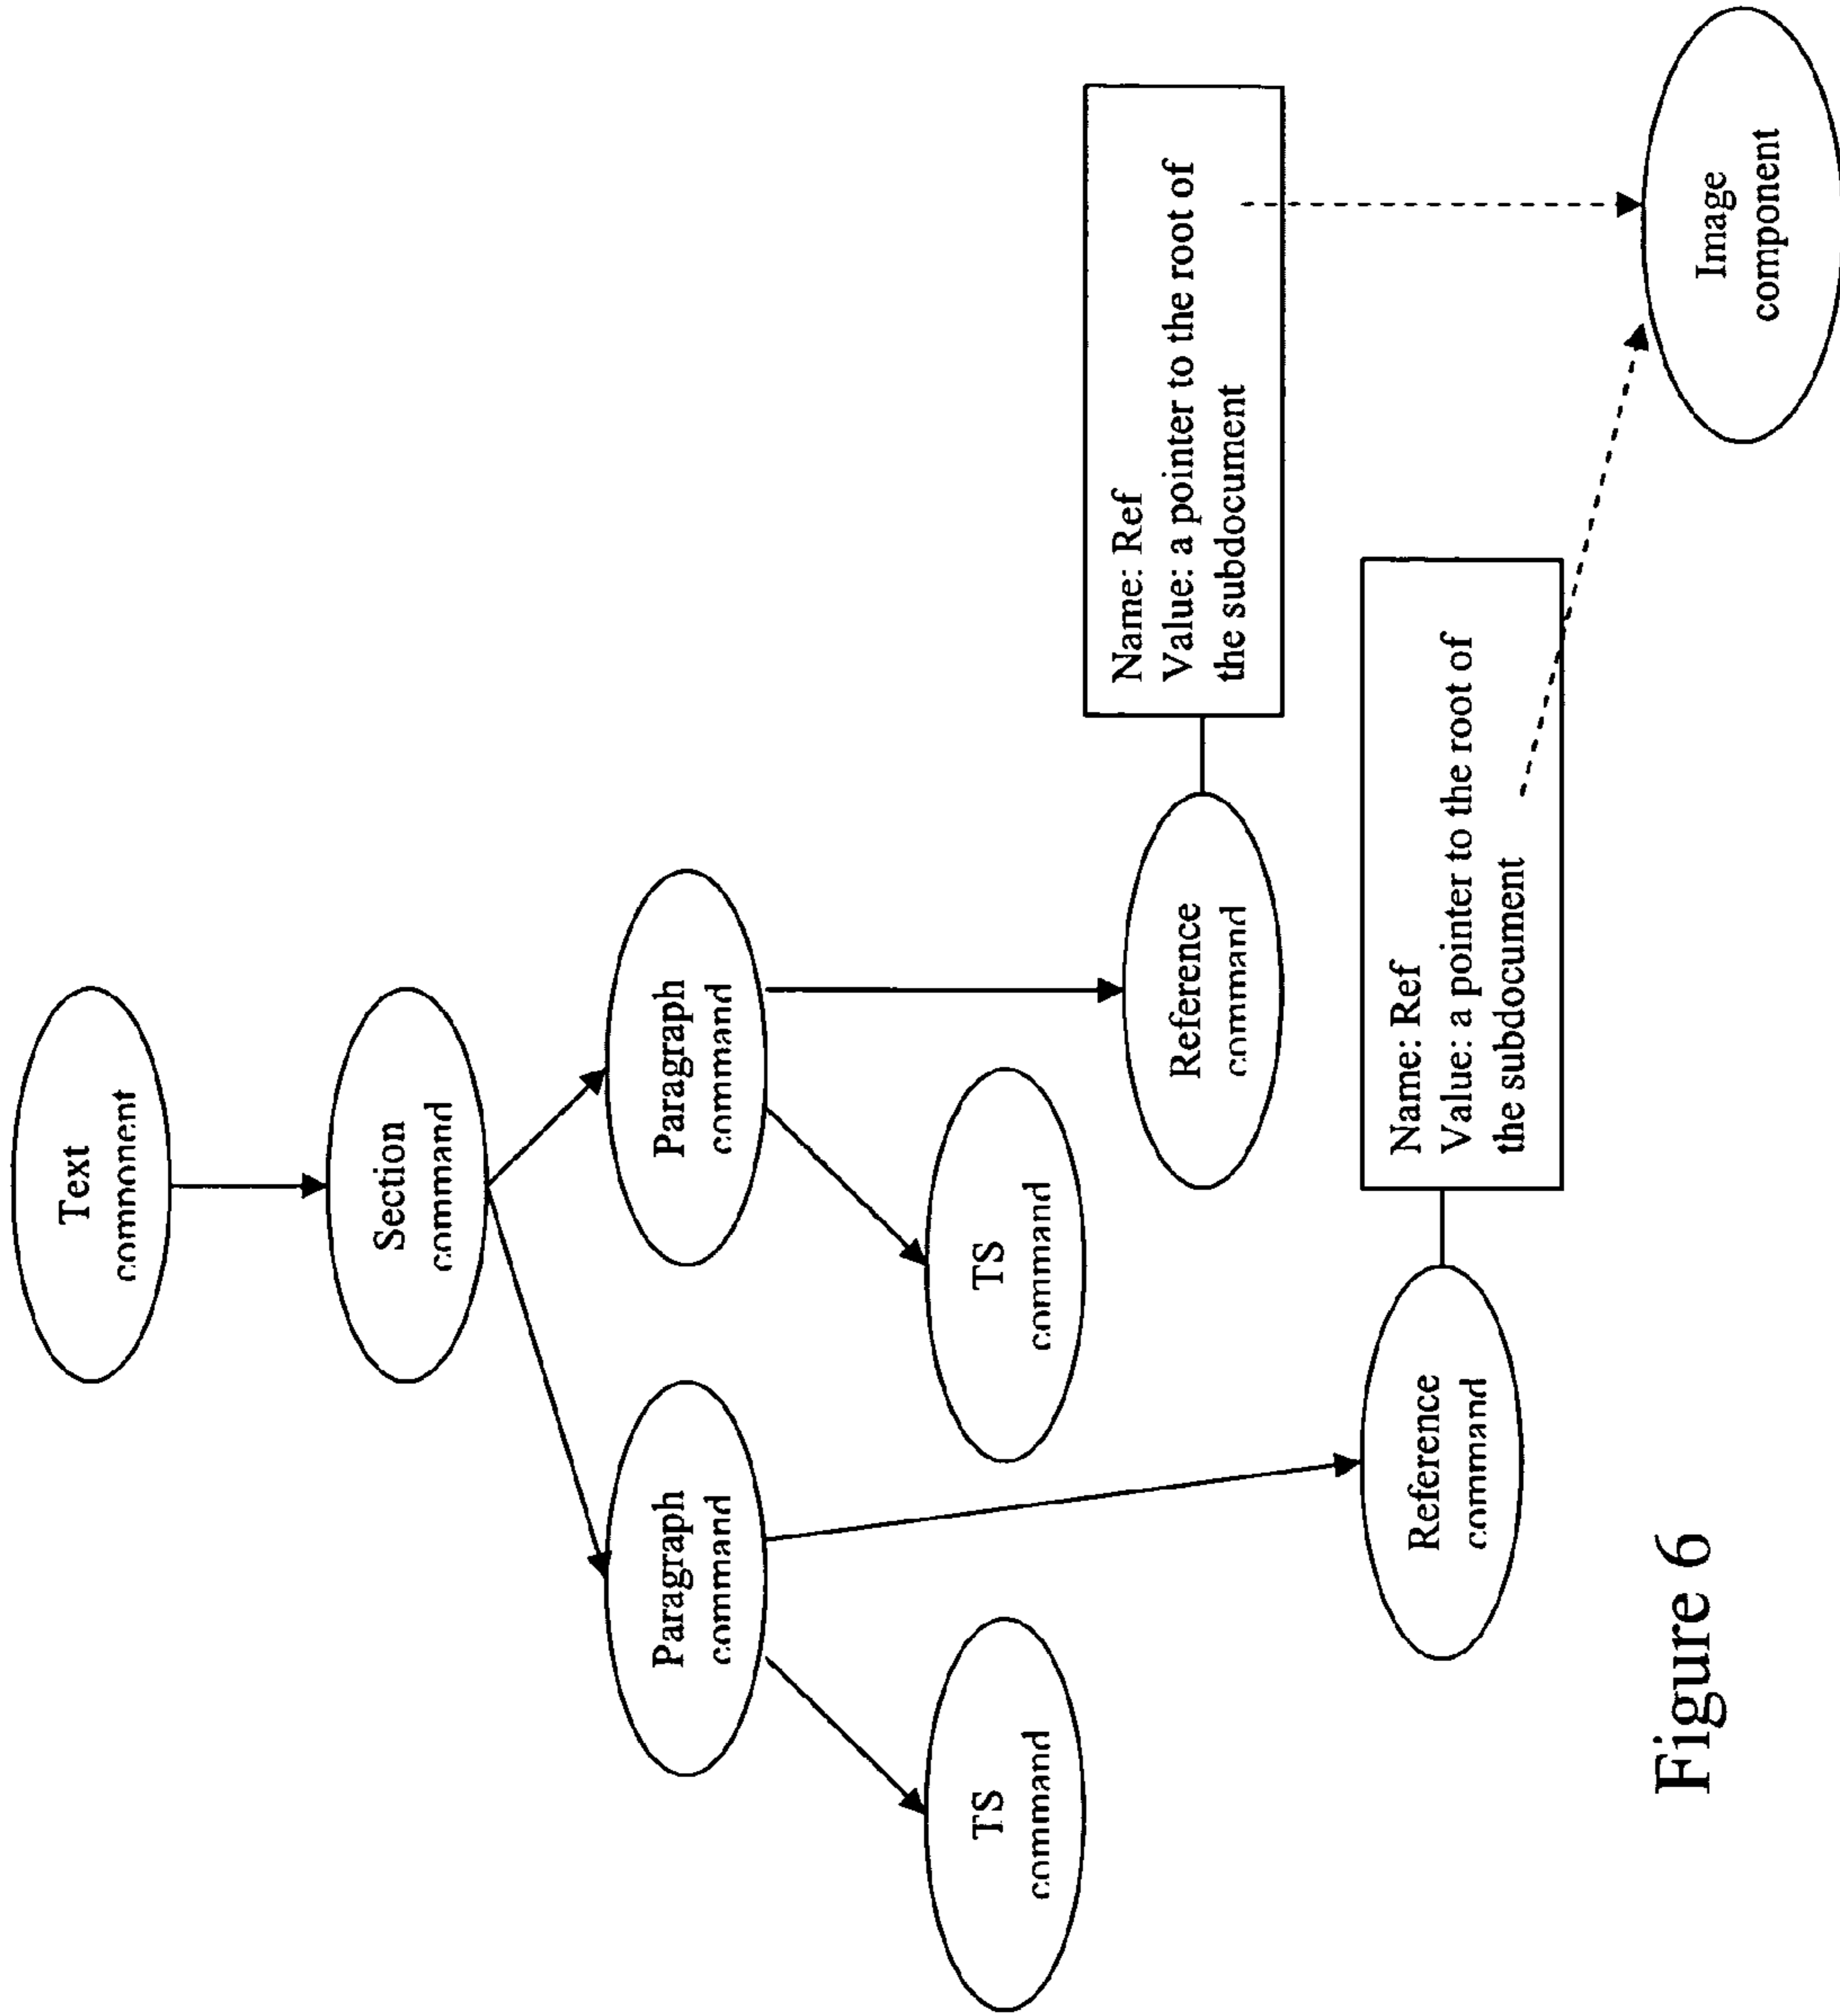 Text
component
Section
command
Paragraph
command
Paragraph
command
TS
command
TS
command
Reference
command
Name: Ref
Value: a pointer to the root of
the subdocument
Reference
command
Name: Ref
Value: a pointer to the root of
the subdocument
Image
component
Figure 6